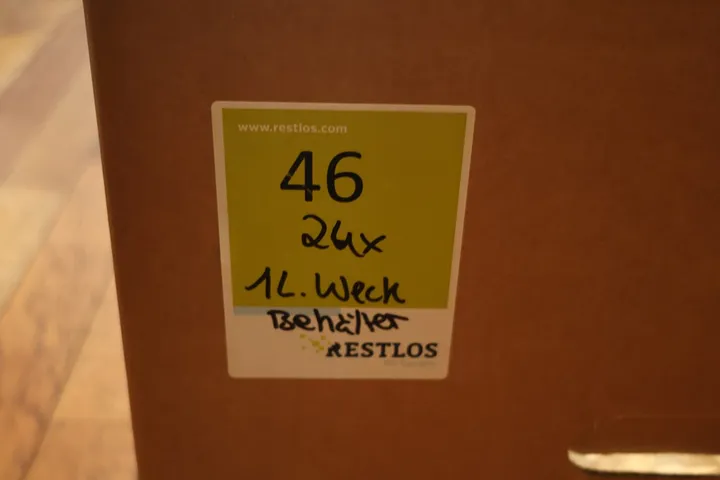 www.restlos.com
46
24x
1L. Weck
Behälter
RESTLOS